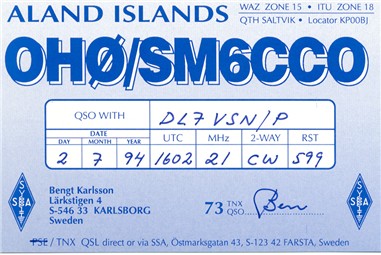 ALAND ISLANDS
WAZ ZONE 15 • ITU ZONE 18
QTH SALTVIK • Locator KP00BJ
OHØ/SM6CCO
QSO WITH DL7VSN/P
DATE
DAY MONTH YEAR UTC MHz 2-WAY RST
2 7 94 1602 21 CW 599
Bengt Karlsson
Lärkstigen 4
S-546 33 KARLSBORG
Sweden
73 TNX QSO Ben
SSA
SSA
PSE / TNX QSL direct or via SSA, Östmarksgatan 43, S-123 42 FARSTA, Sweden